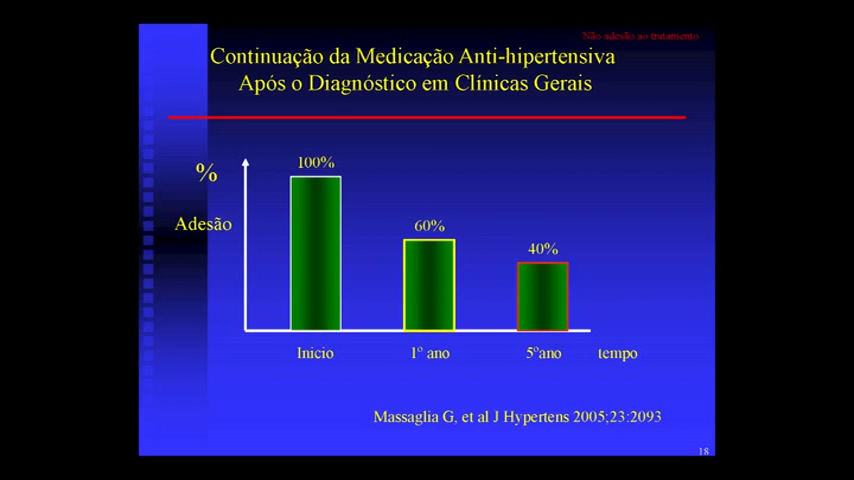 Não adesão ao tratamento
Continuação da Medicação Anti-hipertensiva
Após o Diagnóstico em Clínicas Gerais
%
Adesão
100%
60%
40%
Inicio
1º ano
5ºano
tempo
Massaglia G, et al J Hypertens 2005;23:2093
18